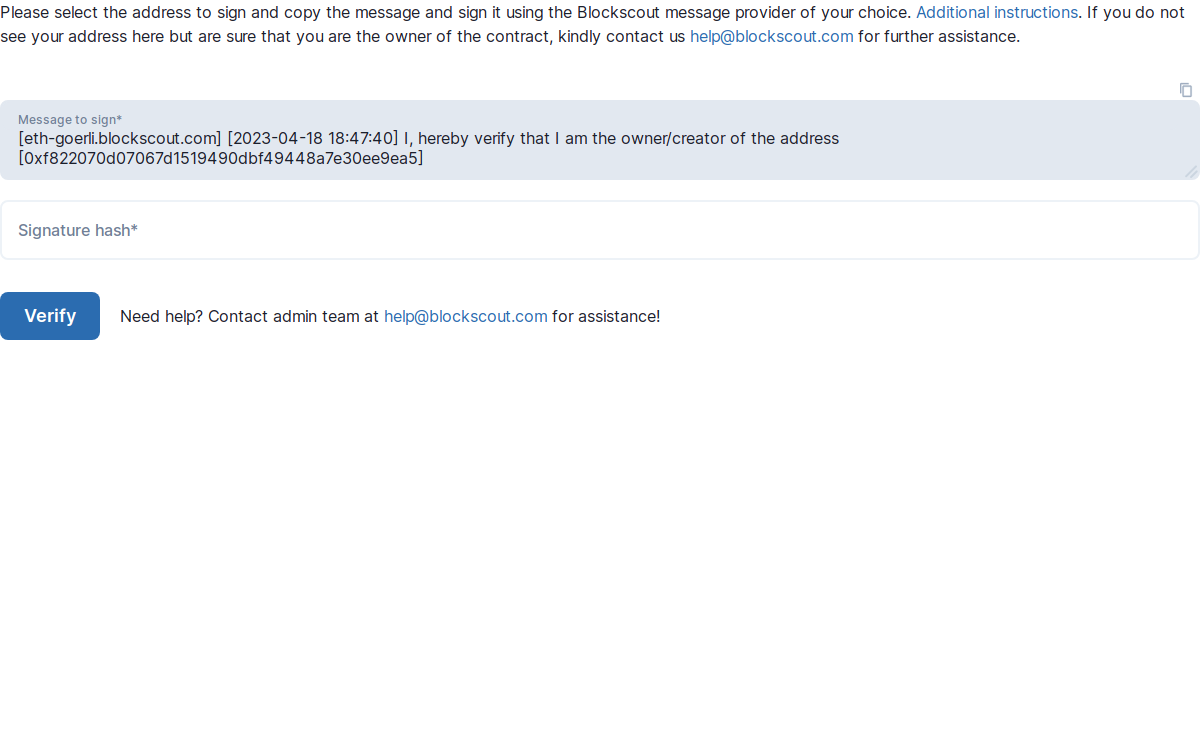 Please select the address to sign and copy the message and sign it using the Blockscout message provider of your choice. Additional instructions. If you do not
see your address here but are sure that you are the owner of the contract, kindly contact us help@blockscout.com for further assistance.
Message to sign*
[eth-goerli.blockscout.com] [2023-04-18 18:47:40] I, hereby verify that I am the owner/creator of the address
[0xf822070d07067d1519490dbf49448a7e30ee9ea5]
Signature hash*
Verify
Need help? Contact admin team at help@blockscout.com for assistance!